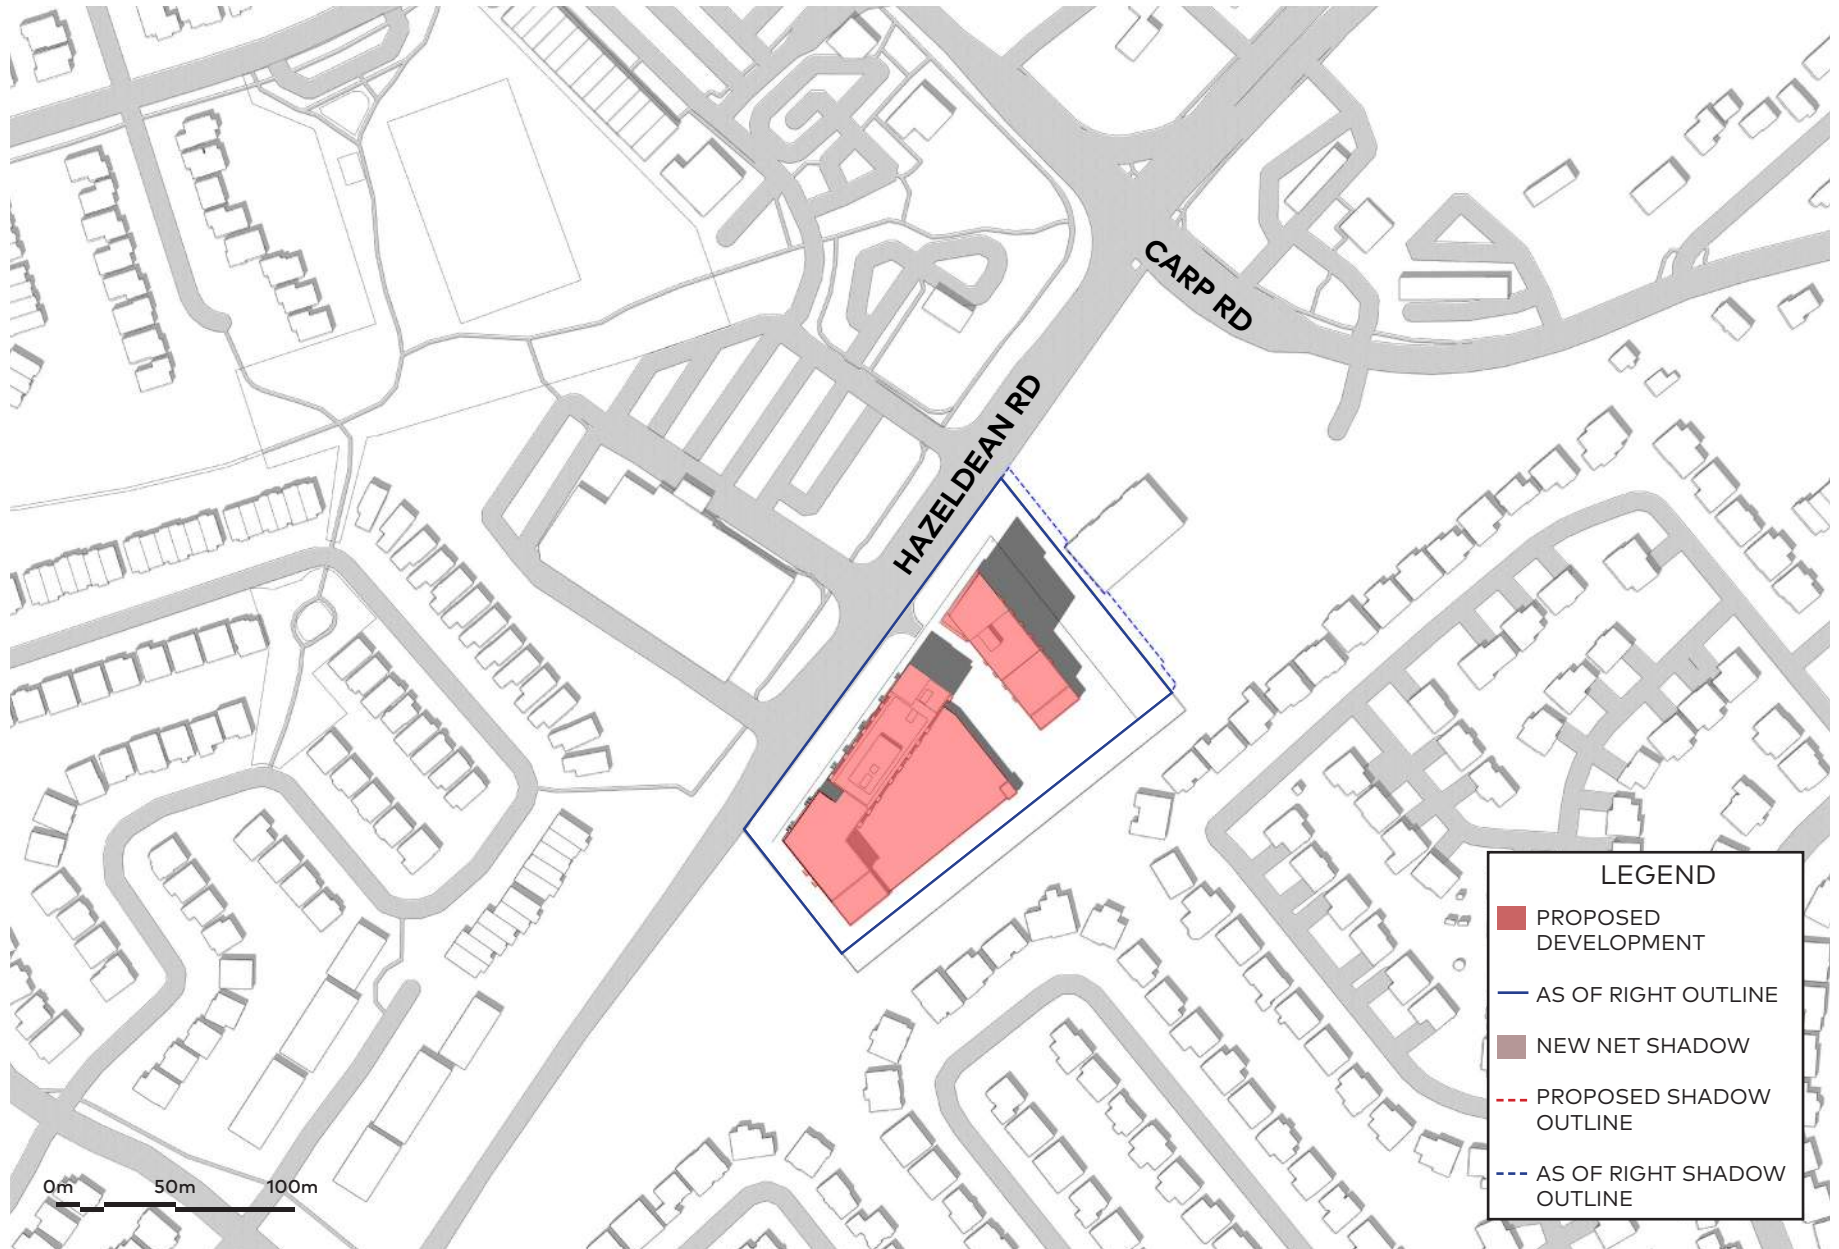 CARP RD
HAZELDEAN RD
LEGEND
PROPOSED
DEVELOPMENT
AS OF RIGHT OUTLINE
NEW NET SHADOW
PROPOSED SHADOW
OUTLINE
AS OF RIGHT SHADOW
OUTLINE
0m 50m 100m